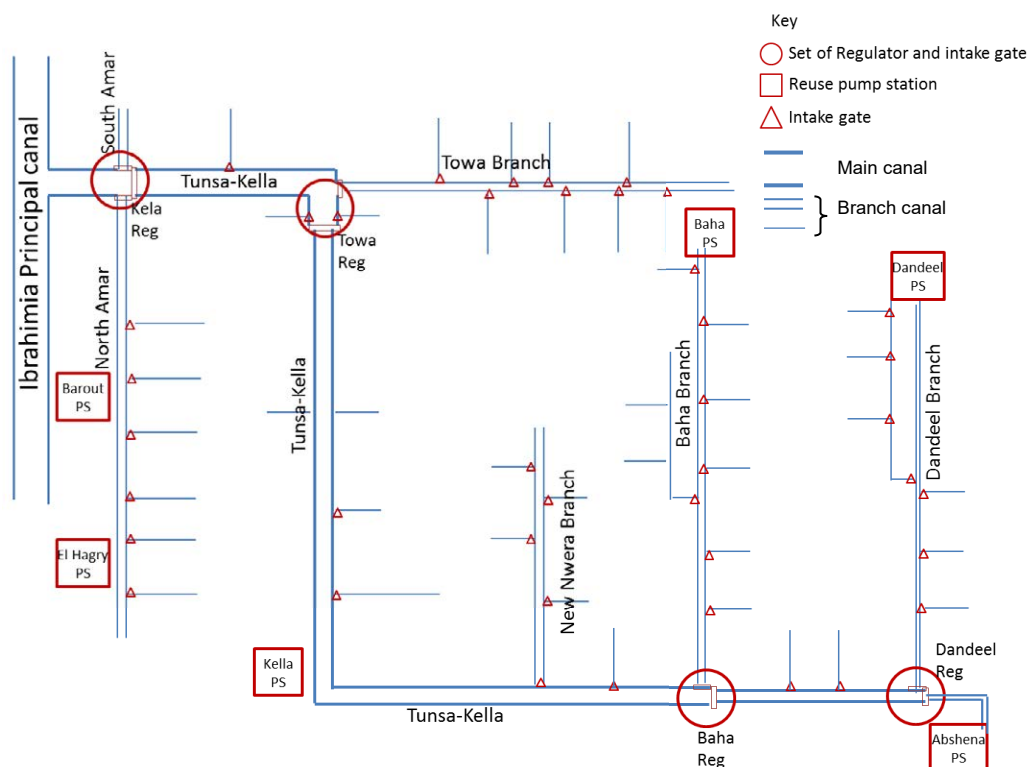 Key
Set of Regulator and intake gate
Reuse pump station
Intake gate
Main canal
Branch canal
Ibrahimia Principal canal
South Amar
Tunsa-Kella
Kela
Reg
Towa Branch
Towa
Reg
North Amar
Barout
PS
El Hagry
PS
Tunsa-Kella
Kella
PS
Tunsa-Kella
New Nwera Branch
Baha
PS
Baha Branch
Baha
Reg
Dandeel
PS
Dandeel Branch
Dandeel
Reg
Abshena
PS